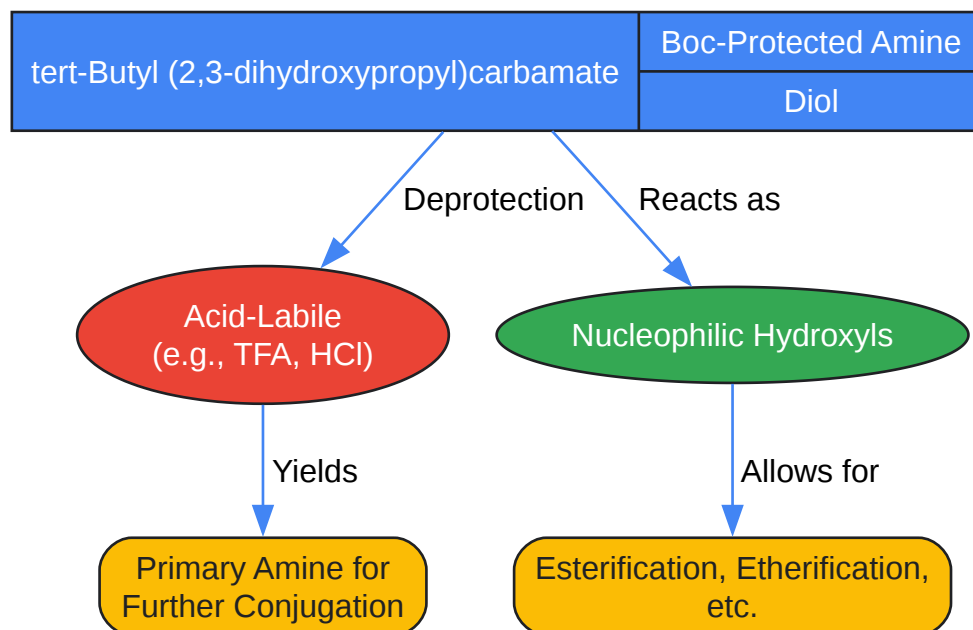 tert-Butyl (2,3-dihydroxypropyl)carbamate
Boc-Protected Amine
Diol
Deprotection
Reacts as
Acid-Labile
(e.g., TFA, HCl)
Nucleophilic Hydroxyls
Yields
Allows for
Primary Amine for
Further Conjugation
Esterification, Etherification,
etc.